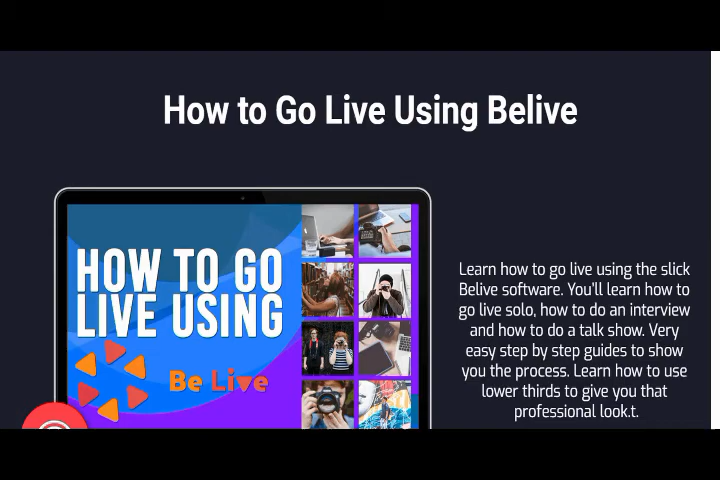 How to Go Live Using Belive
HOW TO GO
LIVE USING
Be Live
Learn how to go live using the slick
Belive software. You'll learn how to
go live solo, how to do an interview
and how to do a talk show. Very
easy step by step guides to show
you the process. Learn how to use
lower thirds to give you that
professional look.t.